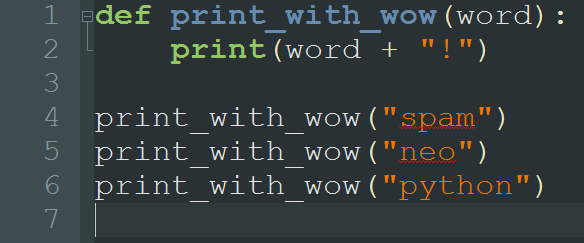 1 def print_with_wow(word):
2     print(word + "!")
3
4 print_with_wow("spam")
5 print_with_wow("neo")
6 print_with_wow("python")
7